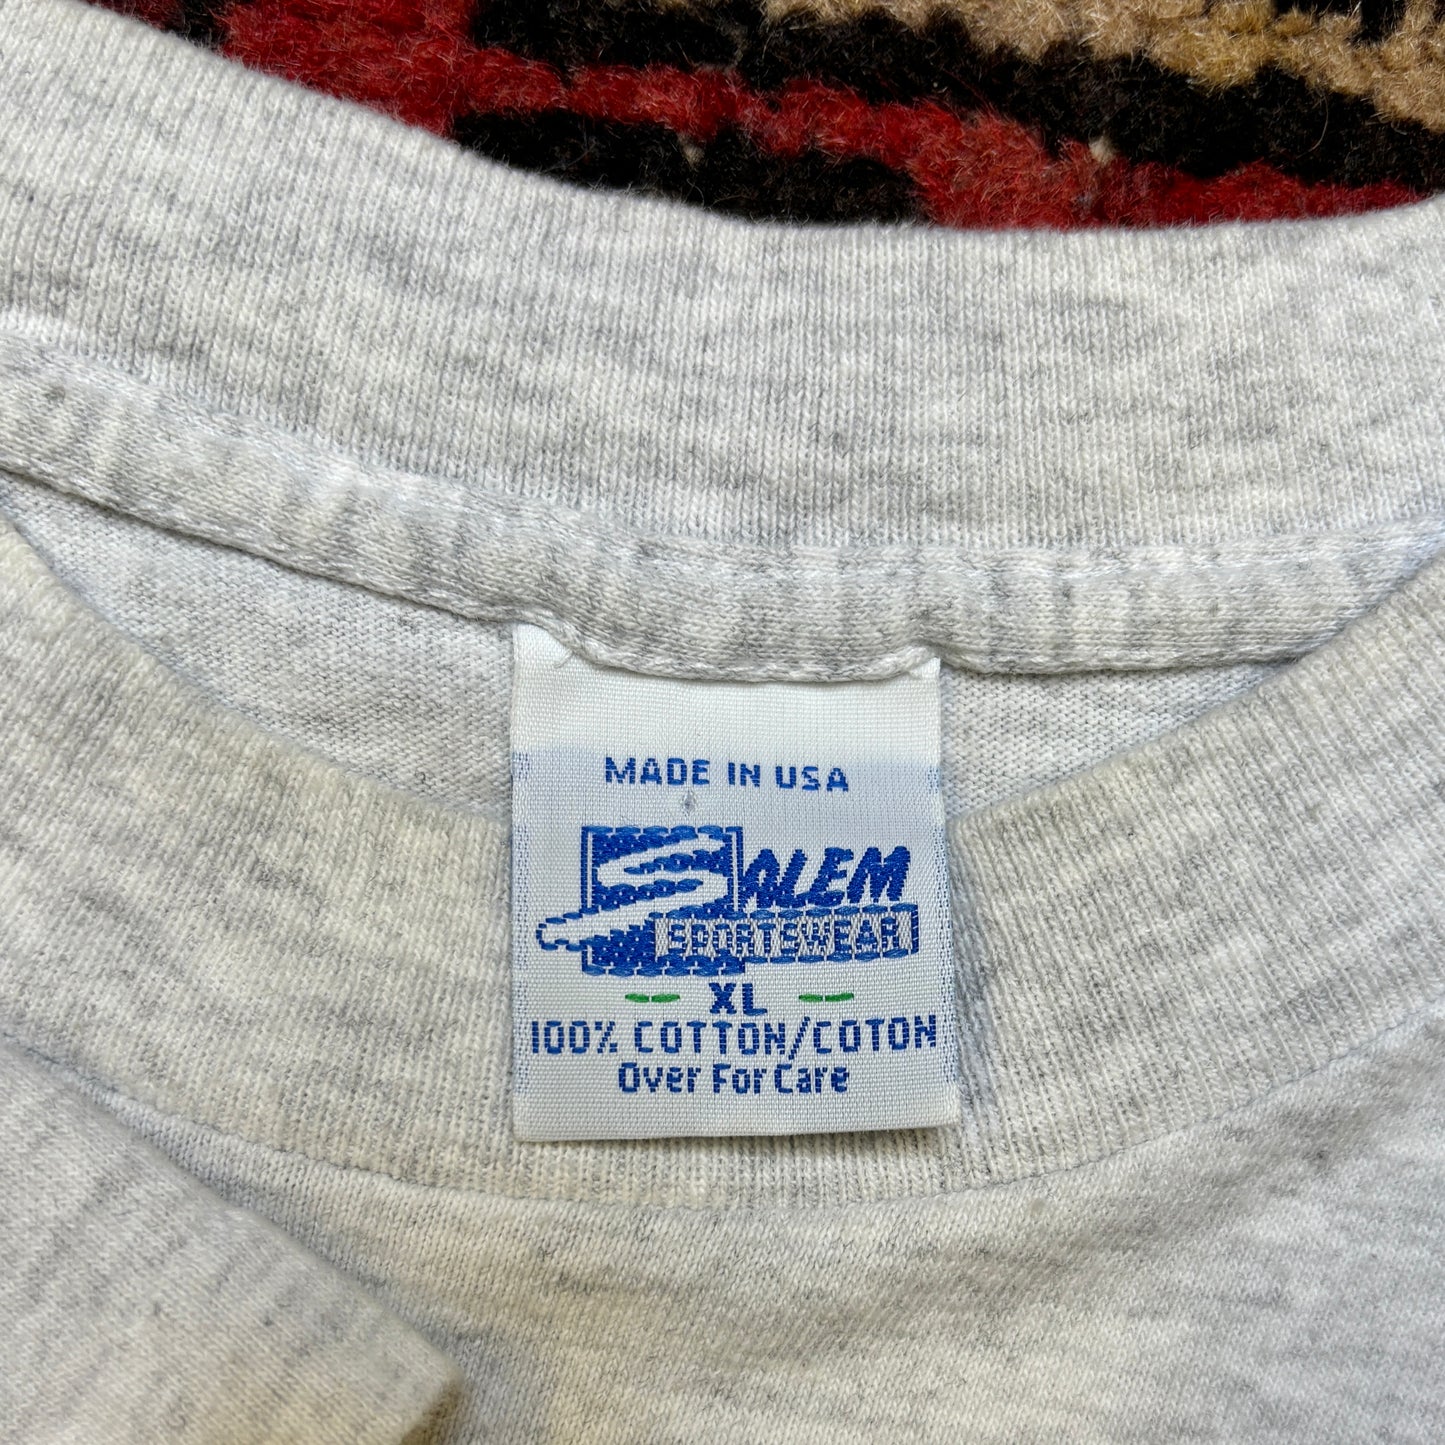 MADE IN USA
SALEM
SPORTSWEAR
XL
100% COTTON/COTON
Over For Care